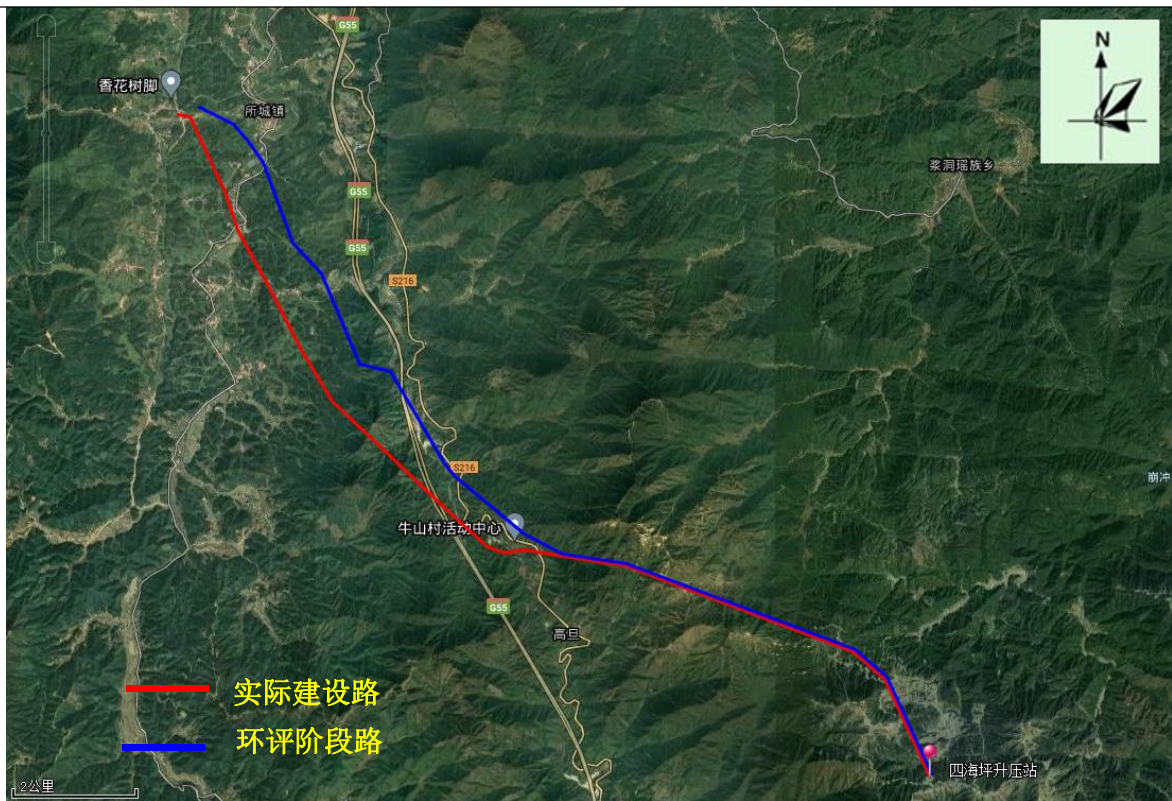 G55
N
香花树脚
所城镇
浆洞瑶族乡
G55
G55
S216
S216
崩冲
牛山村活动中心
G55
高旦
实际建设路
环评阶段路
四海坪升压站
2公里